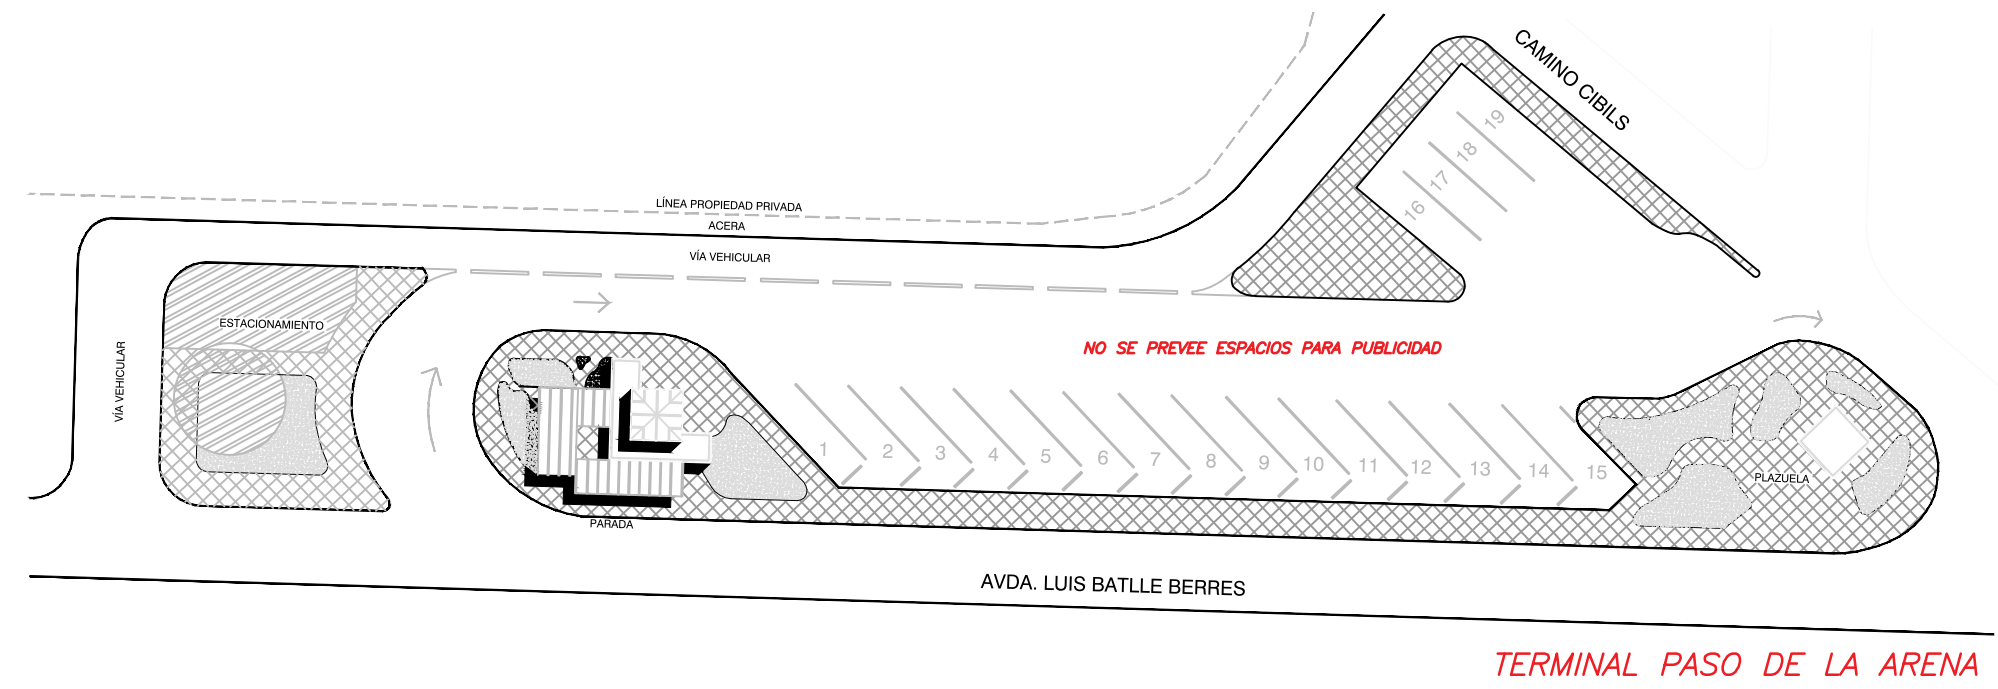 CAMINO CIBILS
19
18
17
16
LÍNEA PROPIEDAD PRIVADA
ACERA
VÍA VEHICULAR
ESTACIONAMIENTO
VÍA VEHICULAR
NO SE PREVEE ESPACIOS PARA PUBLICIDAD
1 2 3 4 5 6 7 8 9 10 11 12 13 14 15
PLAZUELA
PARADA
AVDA. LUIS BATLLE BERRES
TERMINAL PASO DE LA ARENA